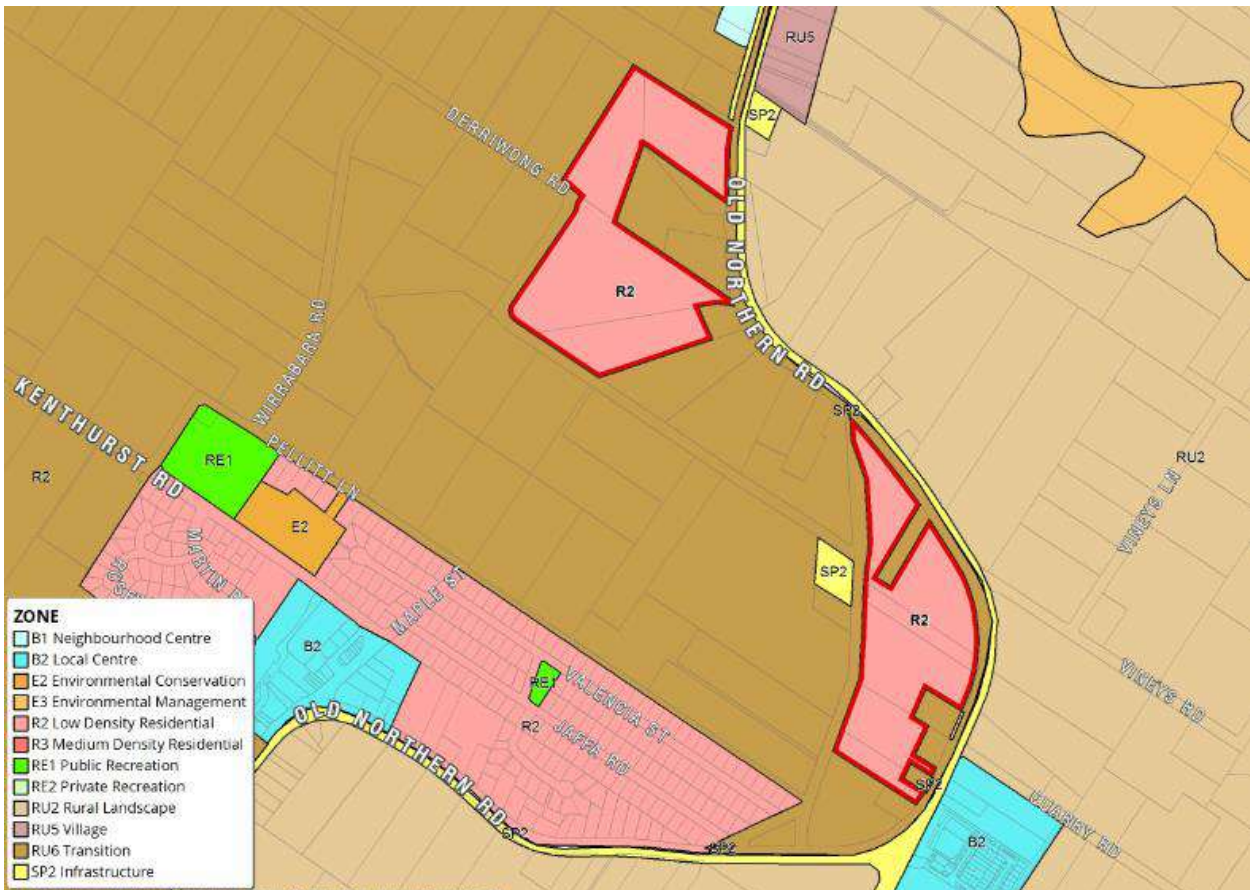 RU5
SP2
DERRIWONG RD
OLD NORTHERN RD
R2
WIRRABARA RD
KENTHURST RD
SP2
RU2
VINEYS LN
PELLITT LN
RE1
R2
E2
MARTIN
SP2
MAPLE ST
R2
B2
RE1
VALENCIA ST
VINEYS RD
R2
JAFFA RD
OLD NORTHERN RD
SP2
QUARRY RD
SP2
SP2
B2
ZONE
B1 Neighbourhood Centre
B2 Local Centre
E2 Environmental Conservation
E3 Environmental Management
R2 Low Density Residential
R3 Medium Density Residential
RE1 Public Recreation
RE2 Private Recreation
RU2 Rural Landscape
RU5 Village
RU6 Transition
SP2 Infrastructure